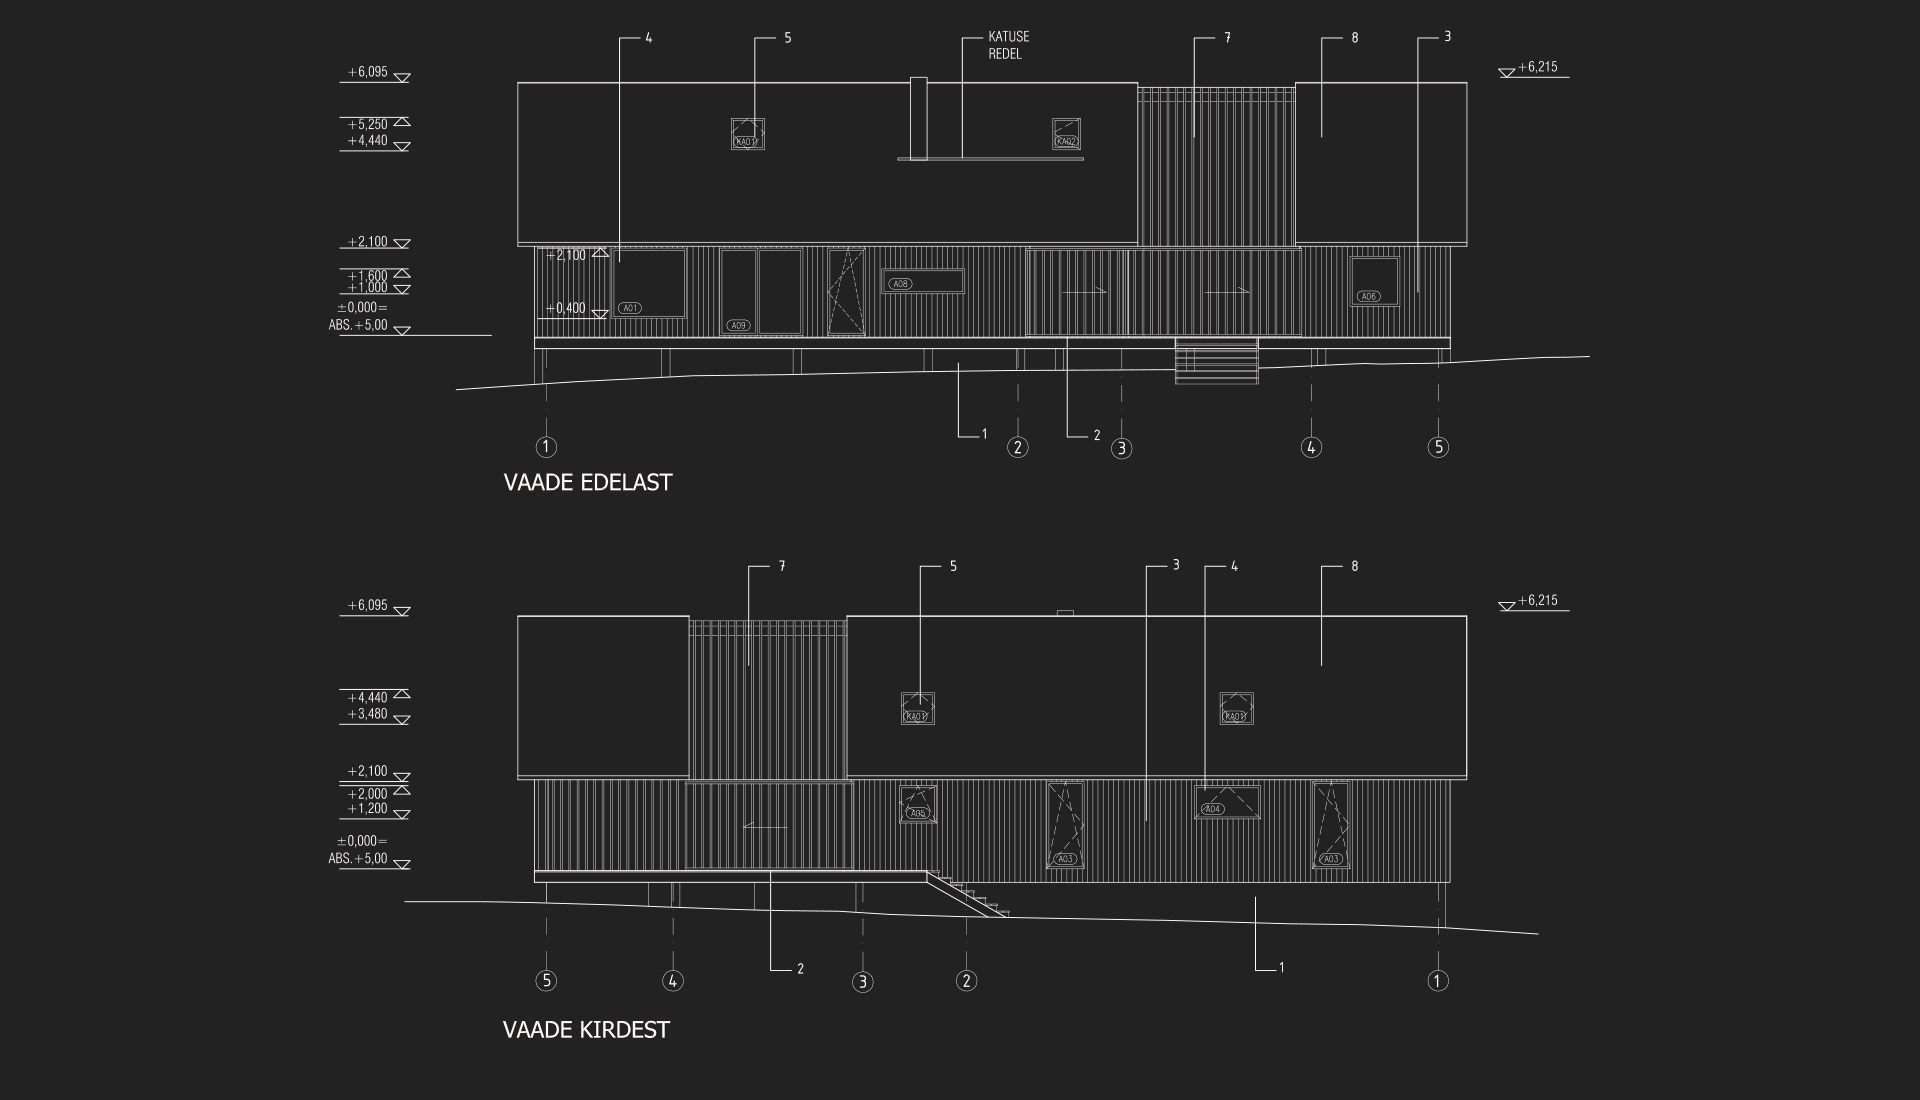 4
5
KATUSE
REDEL
7
8
3
+6,095
+6,215
+5,250
+4,440
KA01
KA02
+2,100
+2,100
+1,600
+1,000
±0,000=
ABS.+5,00
+0,400
A01
A09
A08
A06
1
2
1
2
3
4
5
VAADE EDELAST
7
5
3
4
8
+6,095
+6,215
+4,440
+3,480
KA01
KA01
+2,100
+2,000
+1,200
±0,000=
ABS.+5,00
A05
A04
A03
A03
2
1
5
4
3
2
1
VAADE KIRDEST